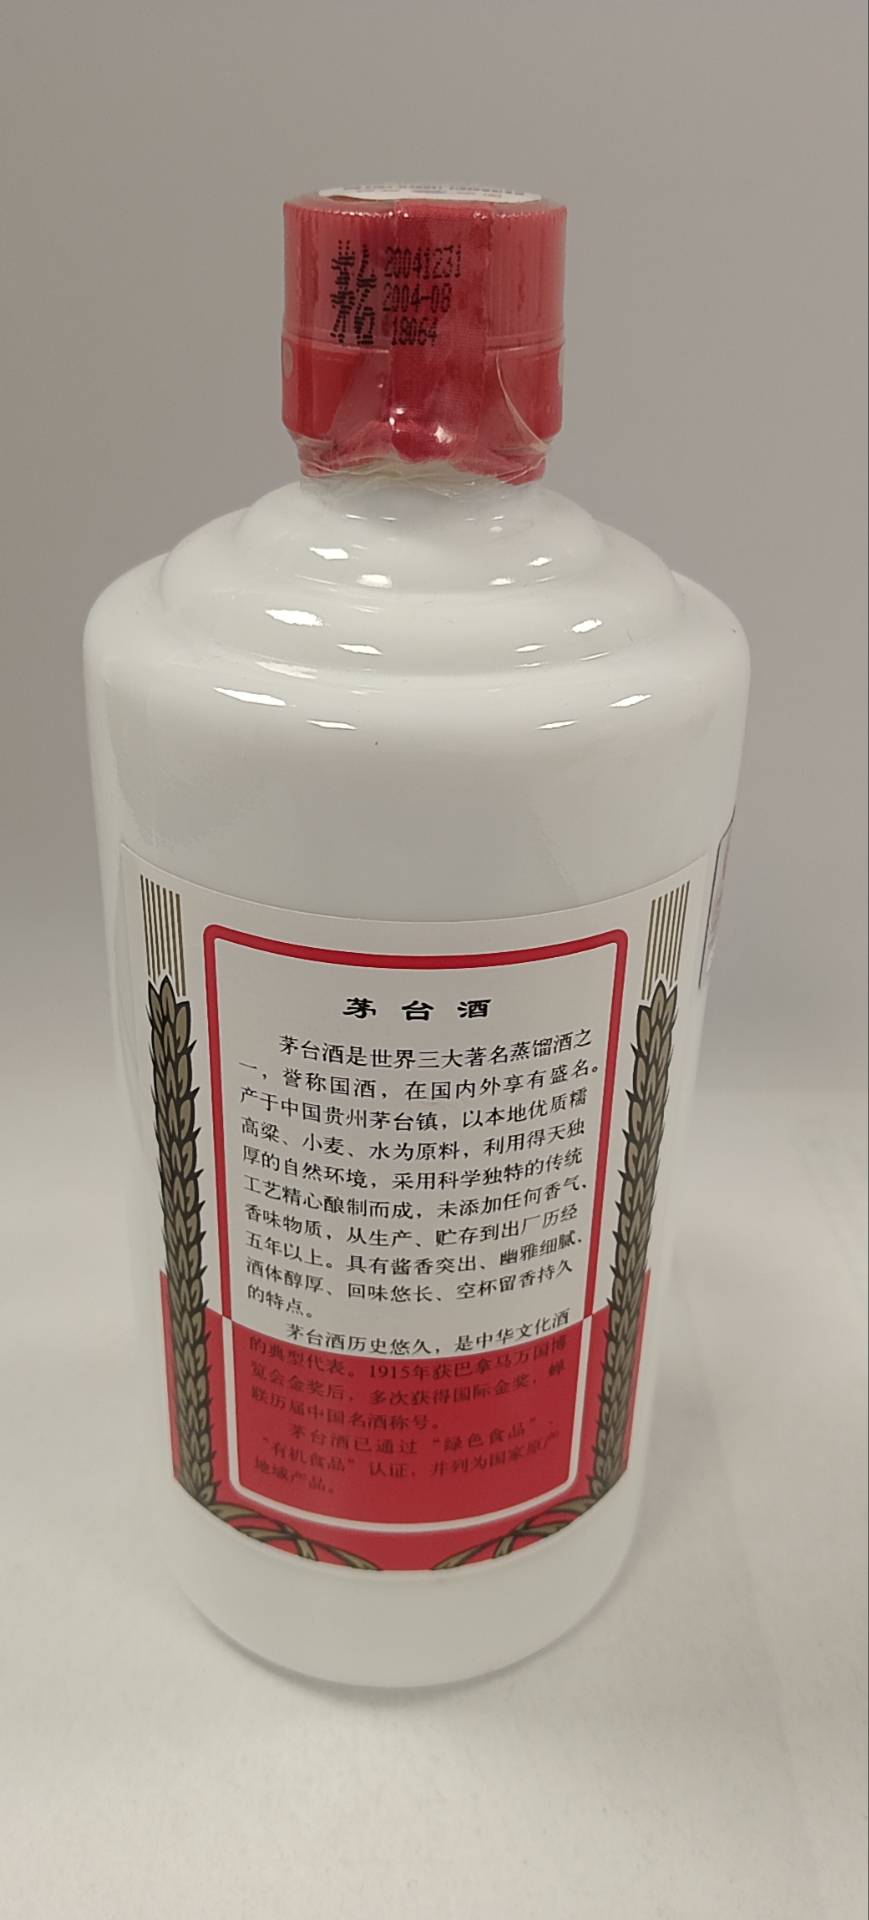 茅台
20041231
2004-08
18064
茅台酒
茅台酒是世界三大著名蒸馏酒之
一，誉称国酒，在国内外享有盛名。
产于中国贵州茅台镇，以本地优质糯
高粱、小麦、水为原料，利用得天独
厚的自然环境，采用科学独特的传统
工艺精心酿制而成，未添加任何香气、
香味物质，从生产、贮存到出厂历经
五年以上。具有酱香突出、幽雅细腻、
酒体醇厚、回味悠长、空杯留香持久
的特点。
茅台酒历史悠久，是中华文化酒
的典型代表。1915年获巴拿马万国博
览会金奖后，多次获得国际金奖，蝉
联历届中国名酒称号。
茅台酒已通过“绿色食品”、
“有机食品”认证，并列为国家原产
地域产品。